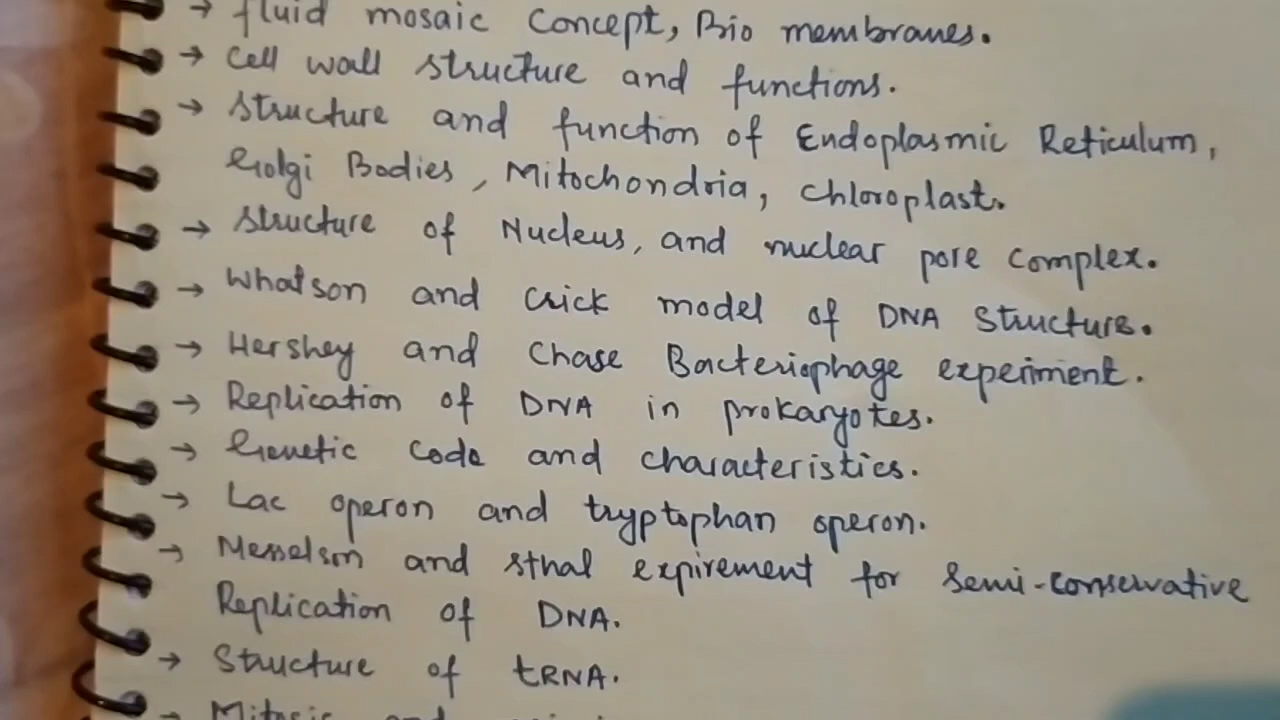 → fluid mosaic Concept, Bio membranes.
→ Cell wall structure and functions.
→ Structure and function of Endoplasmic Reticulum,
Golgi Bodies, Mitochondria, Chloroplast.
→ Structure of Nucleus, and nuclear pore complex.
→ Whatson and Crick model of DNA Structure.
→ Hershey and Chase Bacteriophage experiment.
→ Replication of DNA in prokaryotes.
→ Genetic Code and characteristics.
→ Lac operon and tryptophan operon.
→ Messelson and sthal expirement for Semi-conservative
Replication of DNA.
→ Structure of tRNA.
→ Mitosis and